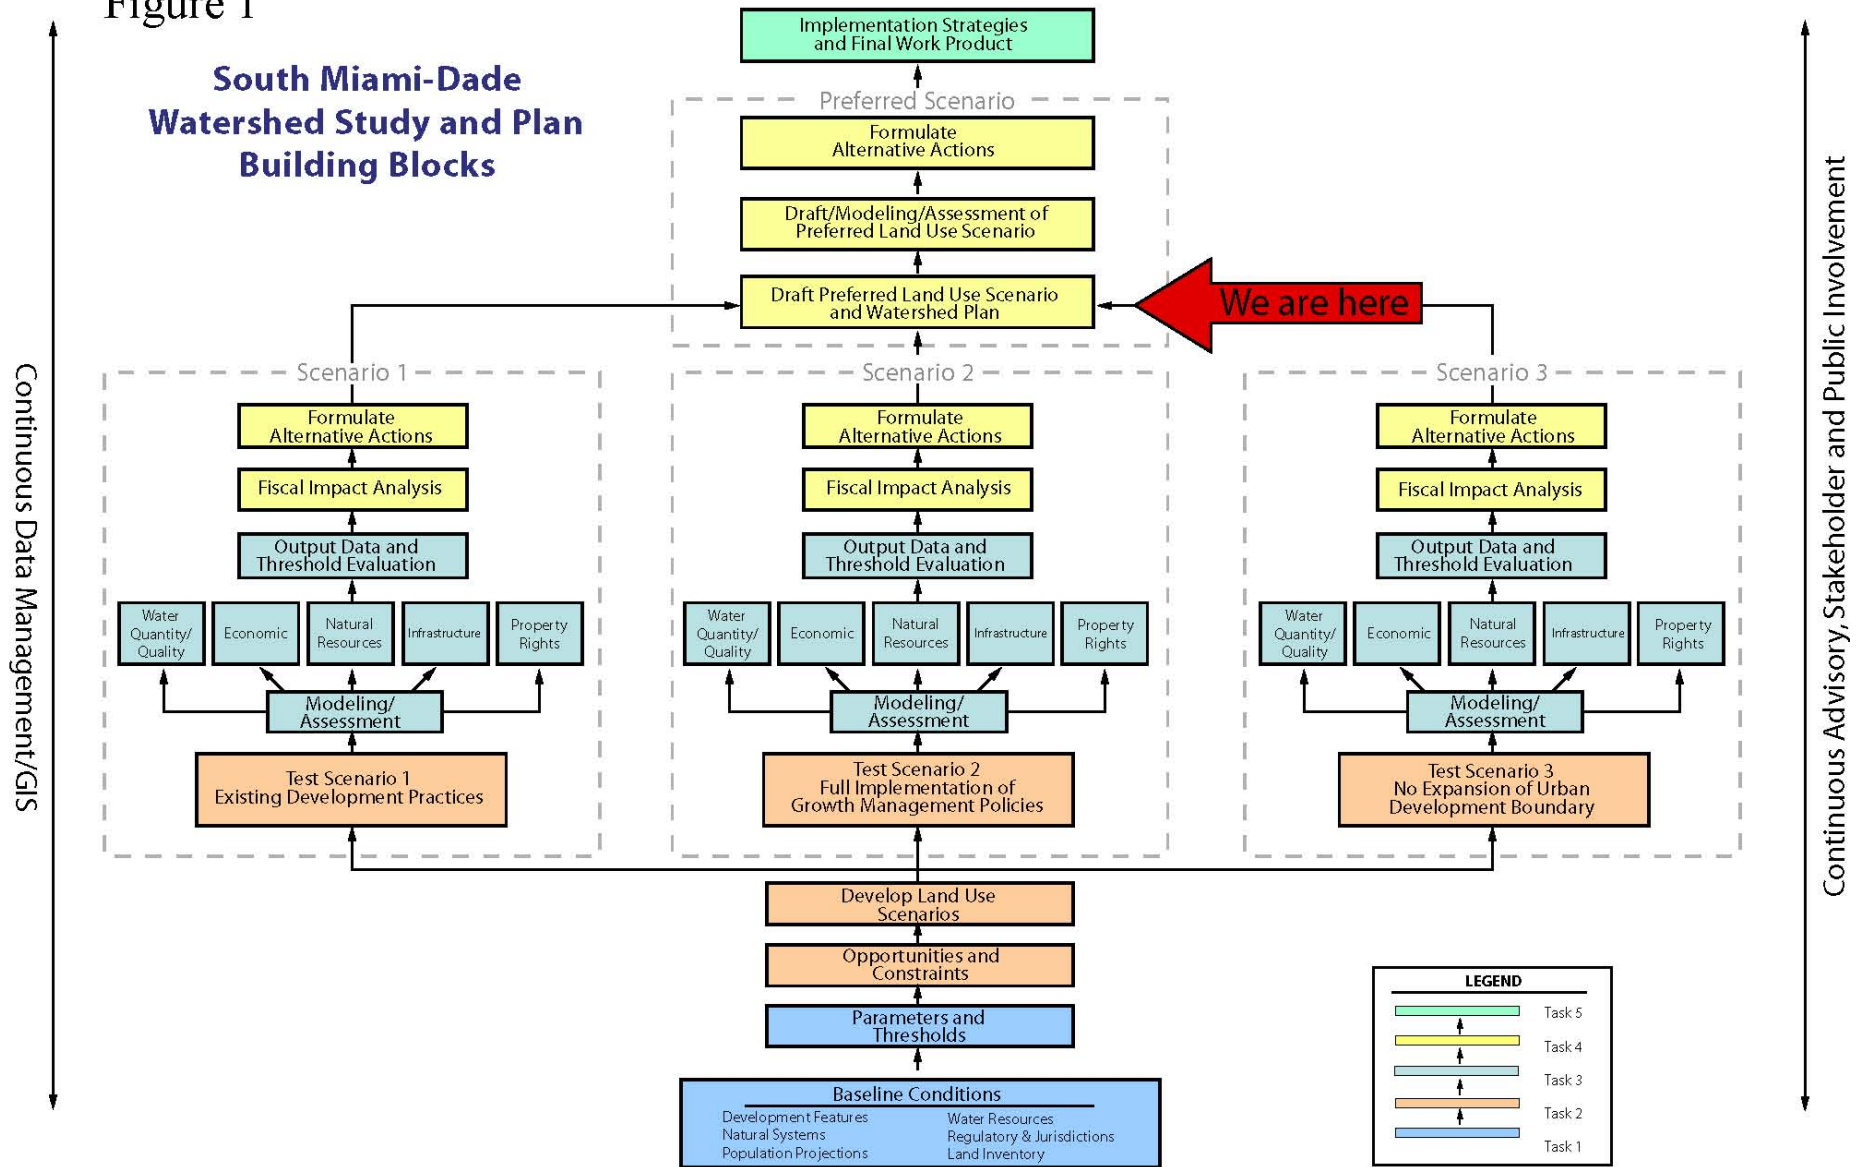 Figure 1
South Miami-Dade
Watershed Study and Plan
Building Blocks
Implementation Strategies
and Final Work Product
Preferred Scenario
Formulate
Alternative Actions
Draft/Modeling/Assessment of
Preferred Land Use Scenario
Draft Preferred Land Use Scenario
and Watershed Plan
We are here
Continuous Data Management/GIS
Continuous Advisory, Stakeholder and Public Involvement
Scenario 1
Formulate
Alternative Actions
Fiscal Impact Analysis
Output Data and
Threshold Evaluation
Water
Quantity/
Quality
Economic
Natural
Resources
Infrastructure
Property
Rights
Modeling/
Assessment
Test Scenario 1
Existing Development Practices
Scenario 2
Formulate
Alternative Actions
Fiscal Impact Analysis
Output Data and
Threshold Evaluation
Water
Quantity/
Quality
Economic
Natural
Resources
Infrastructure
Property
Rights
Modeling/
Assessment
Test Scenario 2
Full Implementation of
Growth Management Policies
Scenario 3
Formulate
Alternative Actions
Fiscal Impact Analysis
Output Data and
Threshold Evaluation
Water
Quantity/
Quality
Economic
Natural
Resources
Infrastructure
Property
Rights
Modeling/
Assessment
Test Scenario 3
No Expansion of Urban
Development Boundary
Develop Land Use
Scenarios
Opportunities and
Constraints
Parameters and
Thresholds
Baseline Conditions
Development Features
Natural Systems
Population Projections
Water Resources
Regulatory & Jurisdictions
Land Inventory
LEGEND
Task 5
Task 4
Task 3
Task 2
Task 1